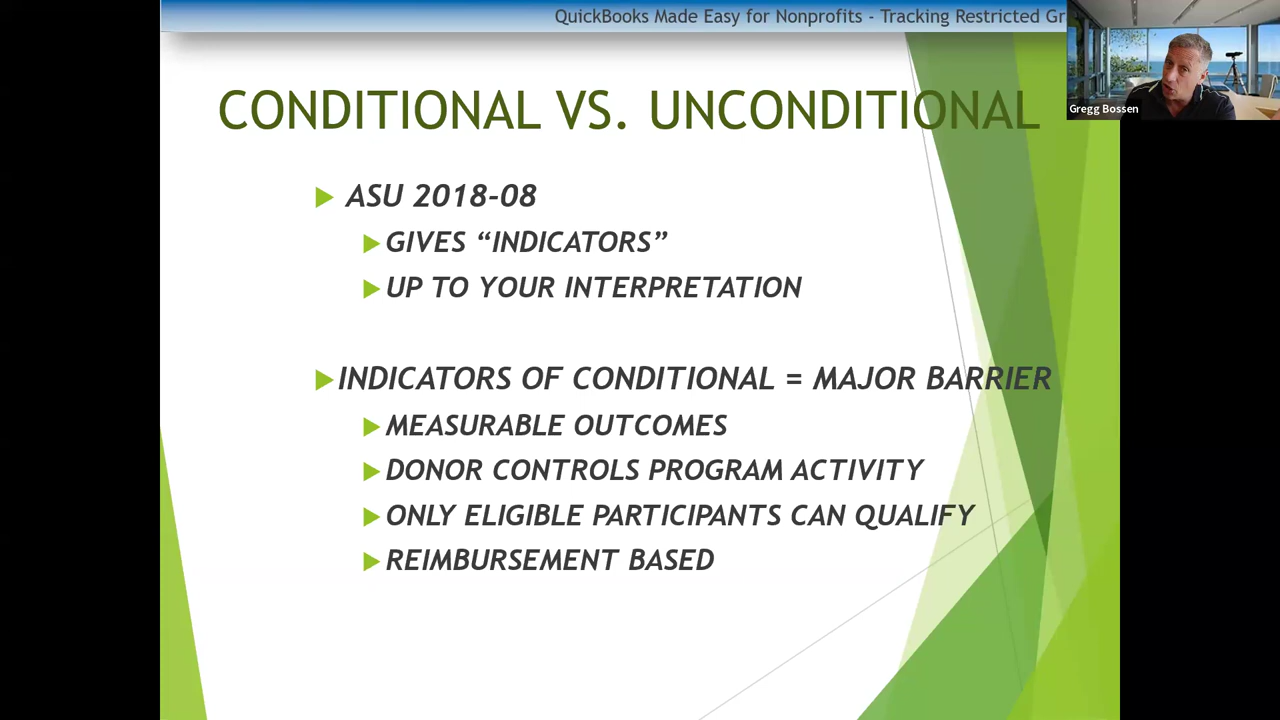 QuickBooks Made Easy for Nonprofits - Tracking Restricted Gr
Gregg Bossen
CONDITIONAL VS. UNCONDITIONAL
ASU 2018-08
GIVES “INDICATORS”
UP TO YOUR INTERPRETATION
INDICATORS OF CONDITIONAL = MAJOR BARRIER
MEASURABLE OUTCOMES
DONOR CONTROLS PROGRAM ACTIVITY
ONLY ELIGIBLE PARTICIPANTS CAN QUALIFY
REIMBURSEMENT BASED